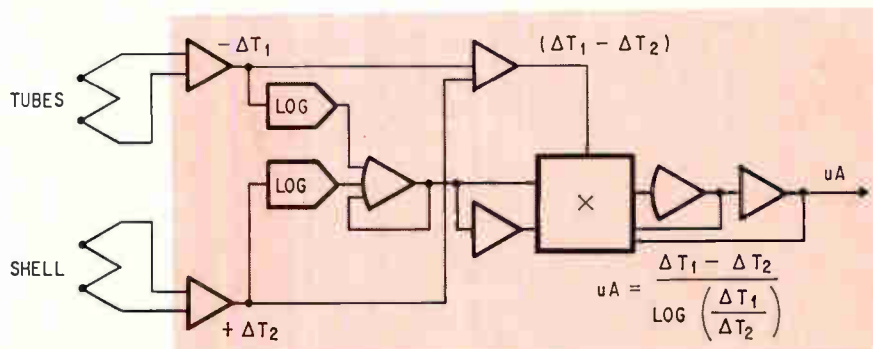 − ΔT₁
(ΔT₁ − ΔT₂)
TUBES
LOG
LOG
×
uA
SHELL
+ ΔT₂
uA = ΔT₁ − ΔT₂
LOG (ΔT₁
ΔT₂)